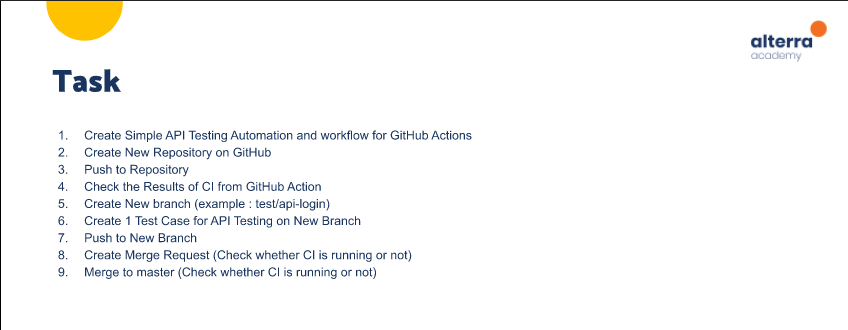 alterra
academy
Task
1. Create Simple API Testing Automation and workflow for GitHub Actions
2. Create New Repository on GitHub
3. Push to Repository
4. Check the Results of CI from GitHub Action
5. Create New branch (example : test/api-login)
6. Create 1 Test Case for API Testing on New Branch
7. Push to New Branch
8. Create Merge Request (Check whether CI is running or not)
9. Merge to master (Check whether CI is running or not)